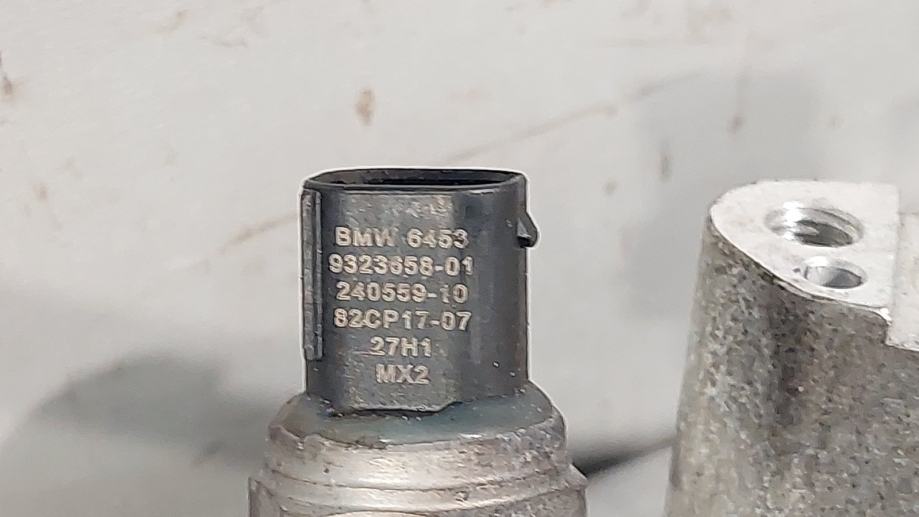 BMW 6453
9323658-01
240559-10
82CP17-07
27H1
MX2